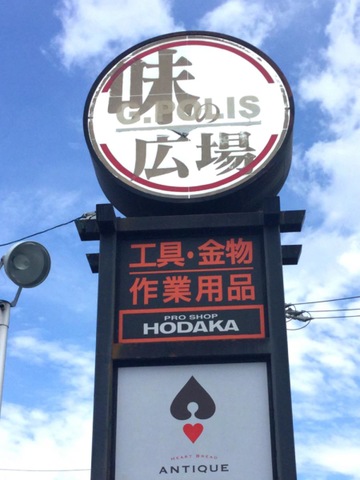 味の
G.POLIS
広場
工具・金物
作業用品
PRO SHOP
HODAKA
HEART BREAD
ANTIQUE